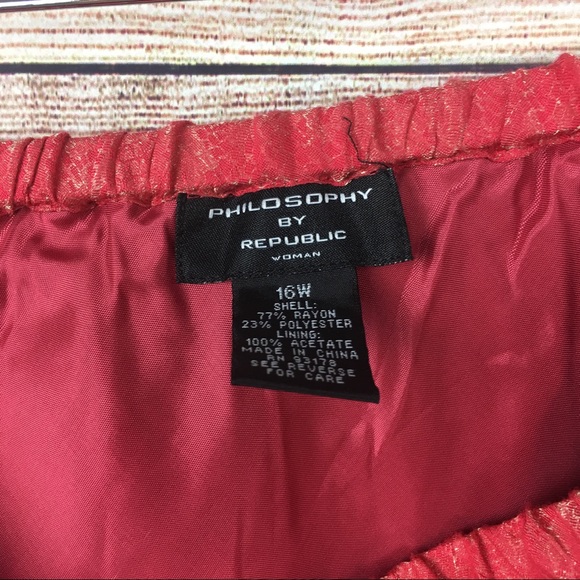 PHILOSOPHY
BY
REPUBLIC
WOMAN
16W
SHELL:
77% RAYON
23% POLYESTER
LINING:
100% ACETATE
MADE IN CHINA
RN 93178
SEE REVERSE
FOR CARE